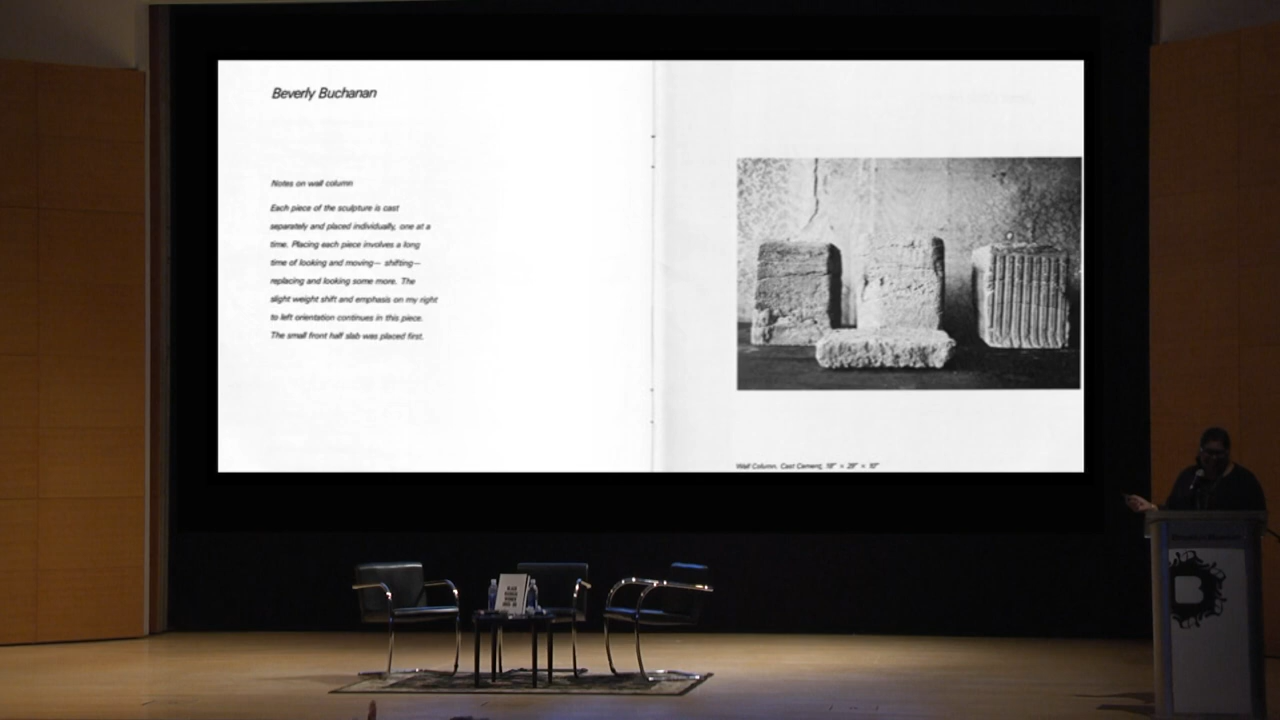 Beverly Buchanan
Notes on wall column
Each piece of the sculpture is cast
separately and placed individually, one at a
time. Placing each piece involves a long
time of looking and moving— shifting—
replacing and looking some more. The
slight weight shift and emphasis on my right
to left orientation continues in this piece.
The small front half slab was placed first.
Wall Column. Cast Cement, 18" × 28" × 10"
B